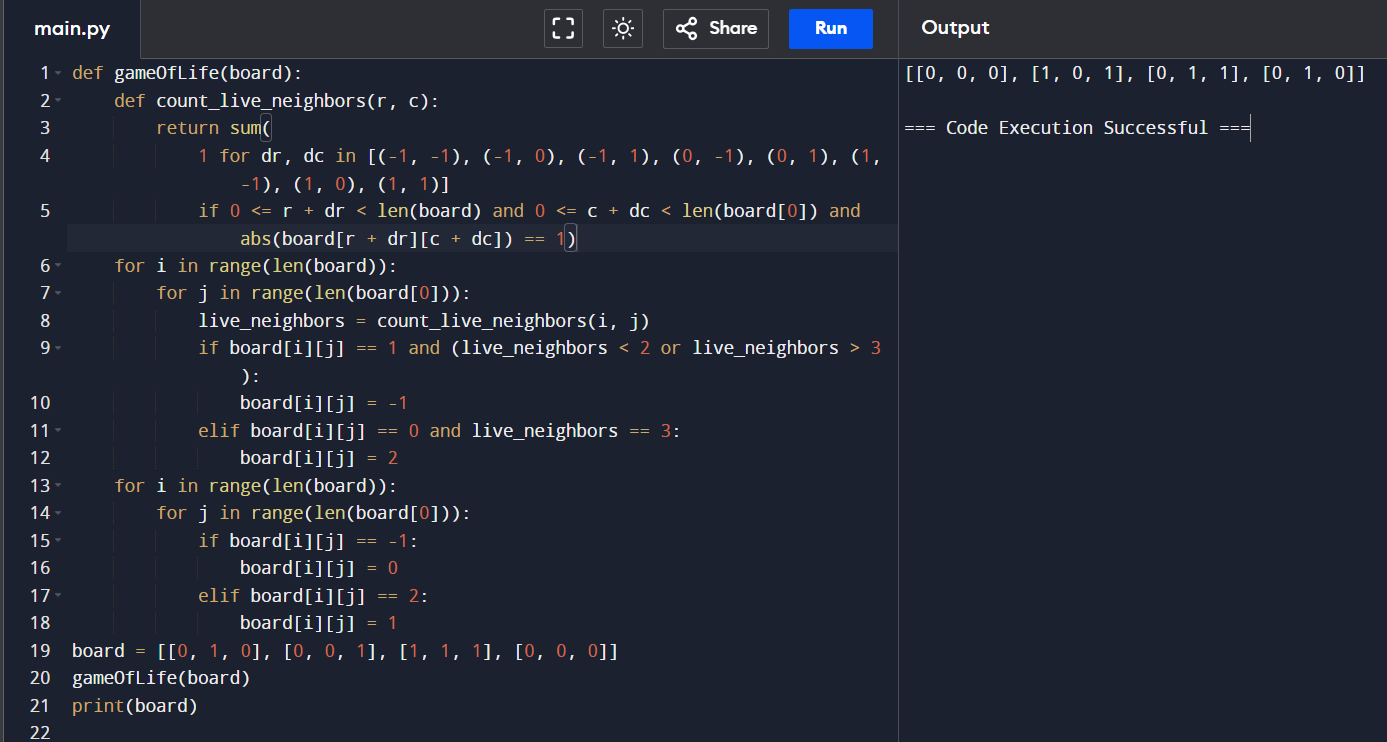 main.py
Share
Run
Output
1 def gameOfLife(board):
2 def count_live_neighbors(r, c):
3 return sum(
4 1 for dr, dc in [(-1, -1), (-1, 0), (-1, 1), (0, -1), (0, 1), (1,
-1), (1, 0), (1, 1)]
5 if 0 <= r + dr < len(board) and 0 <= c + dc < len(board[0]) and
abs(board[r + dr][c + dc]) == 1)
6 for i in range(len(board)):
7 for j in range(len(board[0])):
8 live_neighbors = count_live_neighbors(i, j)
9 if board[i][j] == 1 and (live_neighbors < 2 or live_neighbors > 3
):
10 board[i][j] = -1
11 elif board[i][j] == 0 and live_neighbors == 3:
12 board[i][j] = 2
13 for i in range(len(board)):
14 for j in range(len(board[0])):
15 if board[i][j] == -1:
16 board[i][j] = 0
17 elif board[i][j] == 2:
18 board[i][j] = 1
19 board = [[0, 1, 0], [0, 0, 1], [1, 1, 1], [0, 0, 0]]
20 gameOfLife(board)
21 print(board)
22
[[0, 0, 0], [1, 0, 1], [0, 1, 1], [0, 1, 0]]
=== Code Execution Successful ===